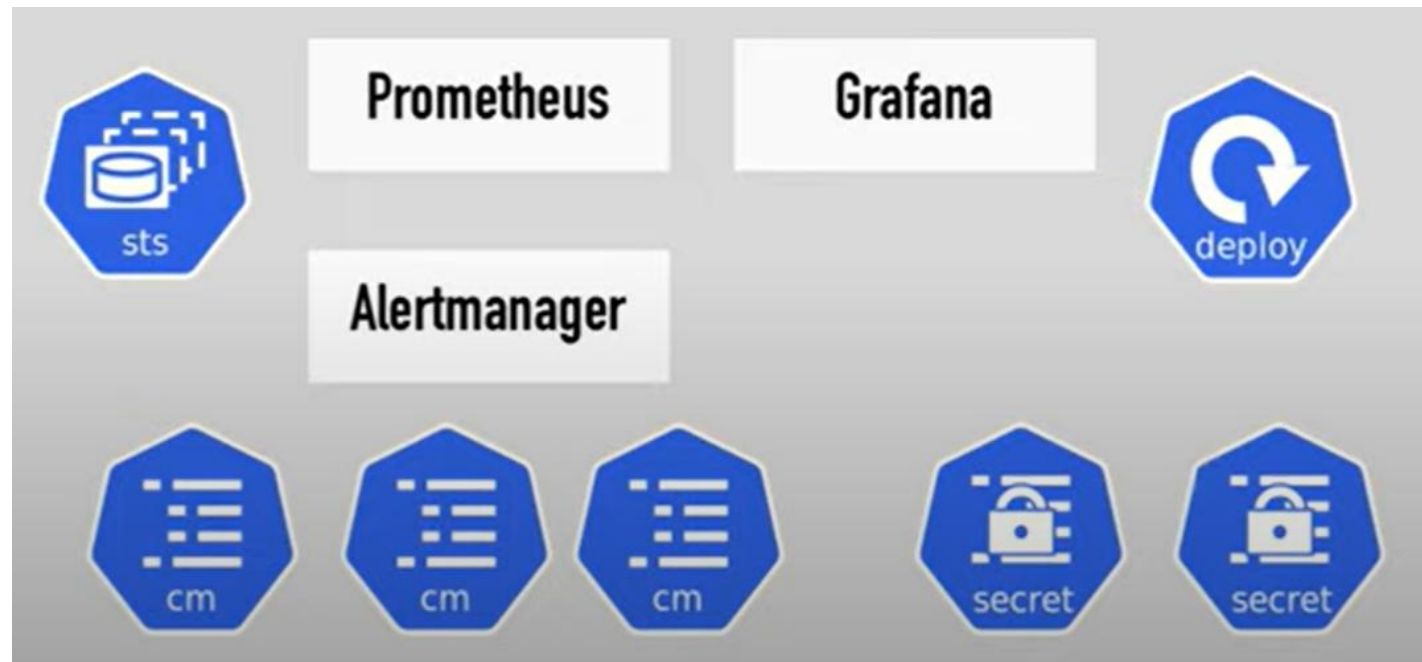 Prometheus
Grafana
sts
deploy
Alertmanager
cm
cm
cm
secret
secret